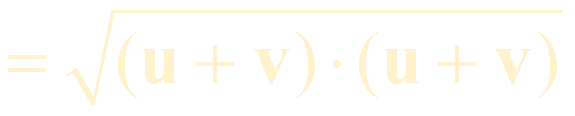 = √(u + v) · (u + v)